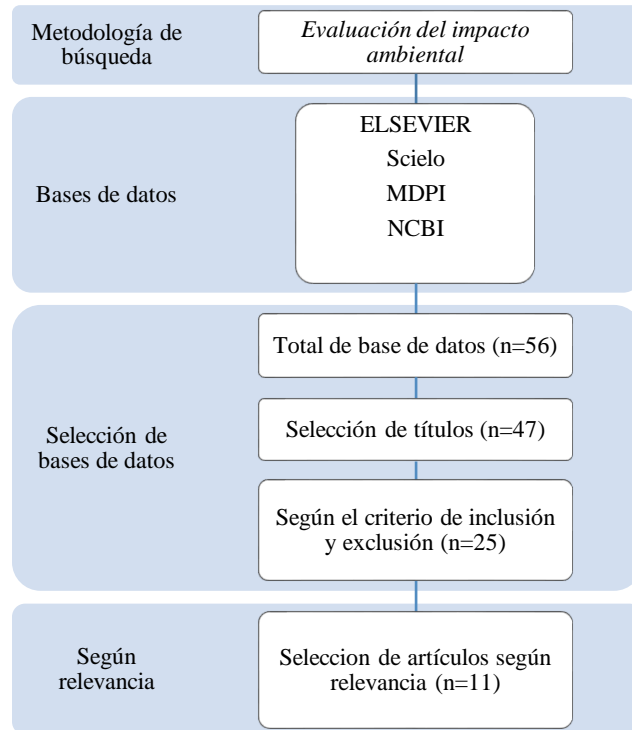 Metodología de
búsqueda
Evaluación del impacto
ambiental
Bases de datos
ELSEVIER
Scielo
MDPI
NCBI
Selección de
bases de datos
Total de base de datos (n=56)
Selección de títulos (n=47)
Según el criterio de inclusión
y exclusión (n=25)
Según
relevancia
Seleccion de artículos según
relevancia (n=11)